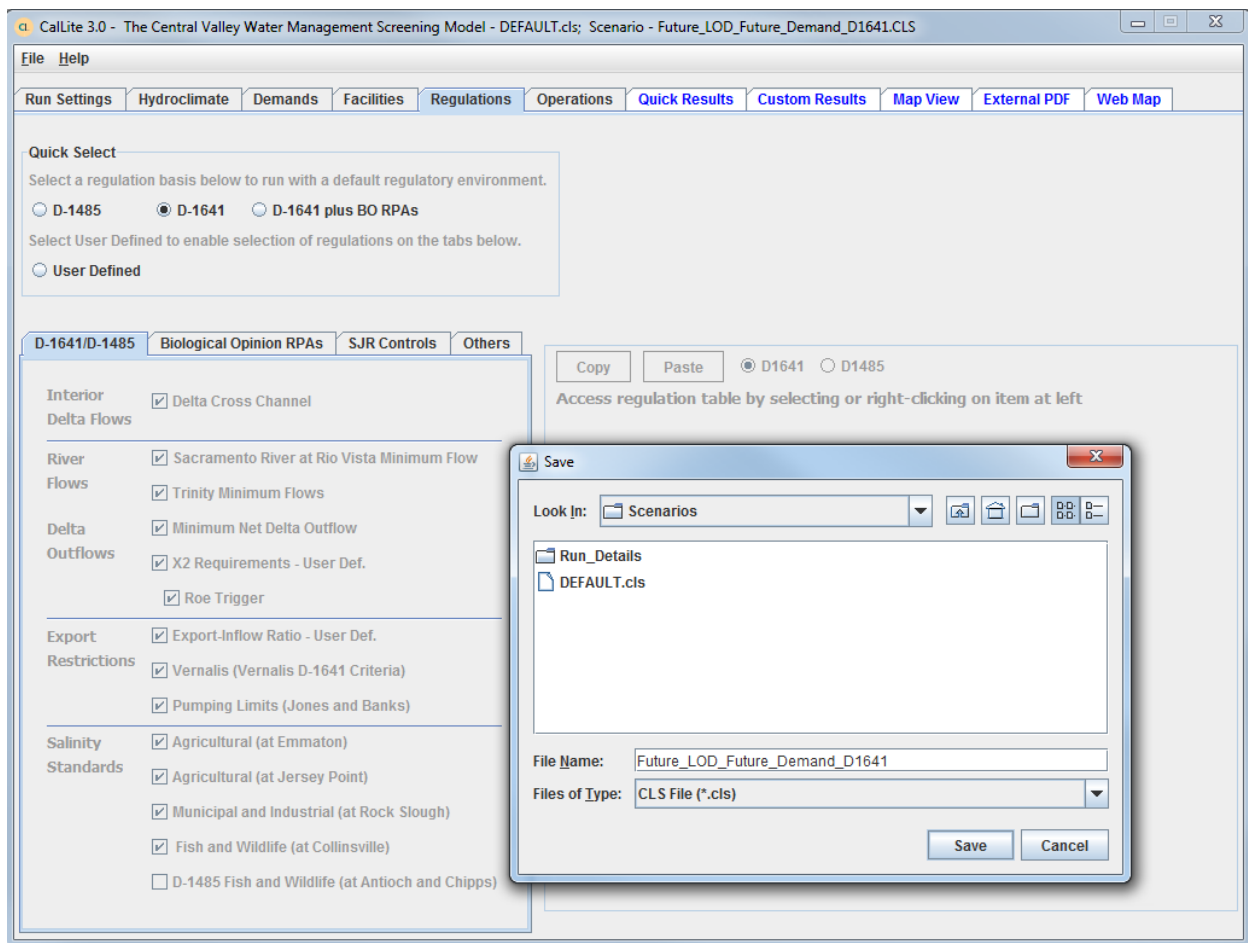 CL CalLite 3.0 - The Central Valley Water Management Screening Model - DEFAULT.cls; Scenario - Future_LOD_Future_Demand_D1641.CLS
File Help
Run Settings Hydroclimate Demands Facilities Regulations Operations Quick Results Custom Results Map View External PDF Web Map
Quick Select
Select a regulation basis below to run with a default regulatory environment.
D-1485 D-1641 D-1641 plus BO RPAs
Select User Defined to enable selection of regulations on the tabs below.
User Defined
D-1641/D-1485 Biological Opinion RPAs SJR Controls Others
Copy Paste D1641 D1485
Access regulation table by selecting or right-clicking on item at left
Interior
Delta Flows
Delta Cross Channel
River
Flows
Sacramento River at Rio Vista Minimum Flow
Trinity Minimum Flows
Delta
Outflows
Minimum Net Delta Outflow
X2 Requirements - User Def.
Roe Trigger
Export
Restrictions
Export-Inflow Ratio - User Def.
Vernalis (Vernalis D-1641 Criteria)
Pumping Limits (Jones and Banks)
Salinity
Standards
Agricultural (at Emmaton)
Agricultural (at Jersey Point)
Municipal and Industrial (at Rock Slough)
Fish and Wildlife (at Collinsville)
D-1485 Fish and Wildlife (at Antioch and Chipps)
Save
Look In: Scenarios
Run_Details
DEFAULT.cls
File Name: Future_LOD_Future_Demand_D1641
Files of Type: CLS File (*.cls)
Save Cancel